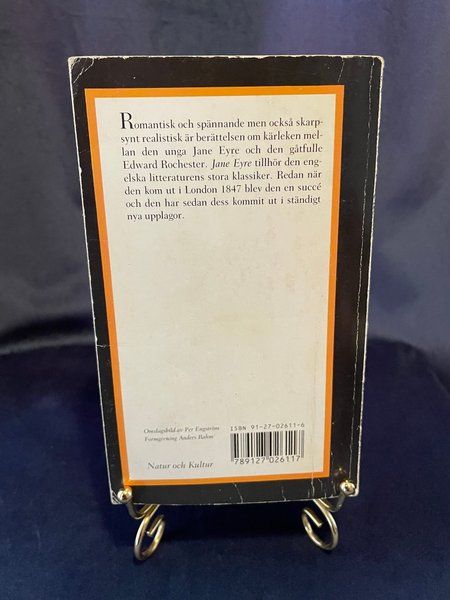 Romantisk och spännande men också skarp-
synt realistisk är berättelsen om kärleken mel-
lan den unga Jane Eyre och den gåtfulle
Edward Rochester. Jane Eyre tillhör den eng-
elska litteraturens stora klassiker. Redan när
den kom ut i London 1847 blev den en succé
och den har sedan dess kommit ut i ständigt
nya upplagor.
Omslagsbild av Per Engström
Formgivning Anders Rahm
Natur och Kultur
ISBN 91-27-02611-6
789127026117